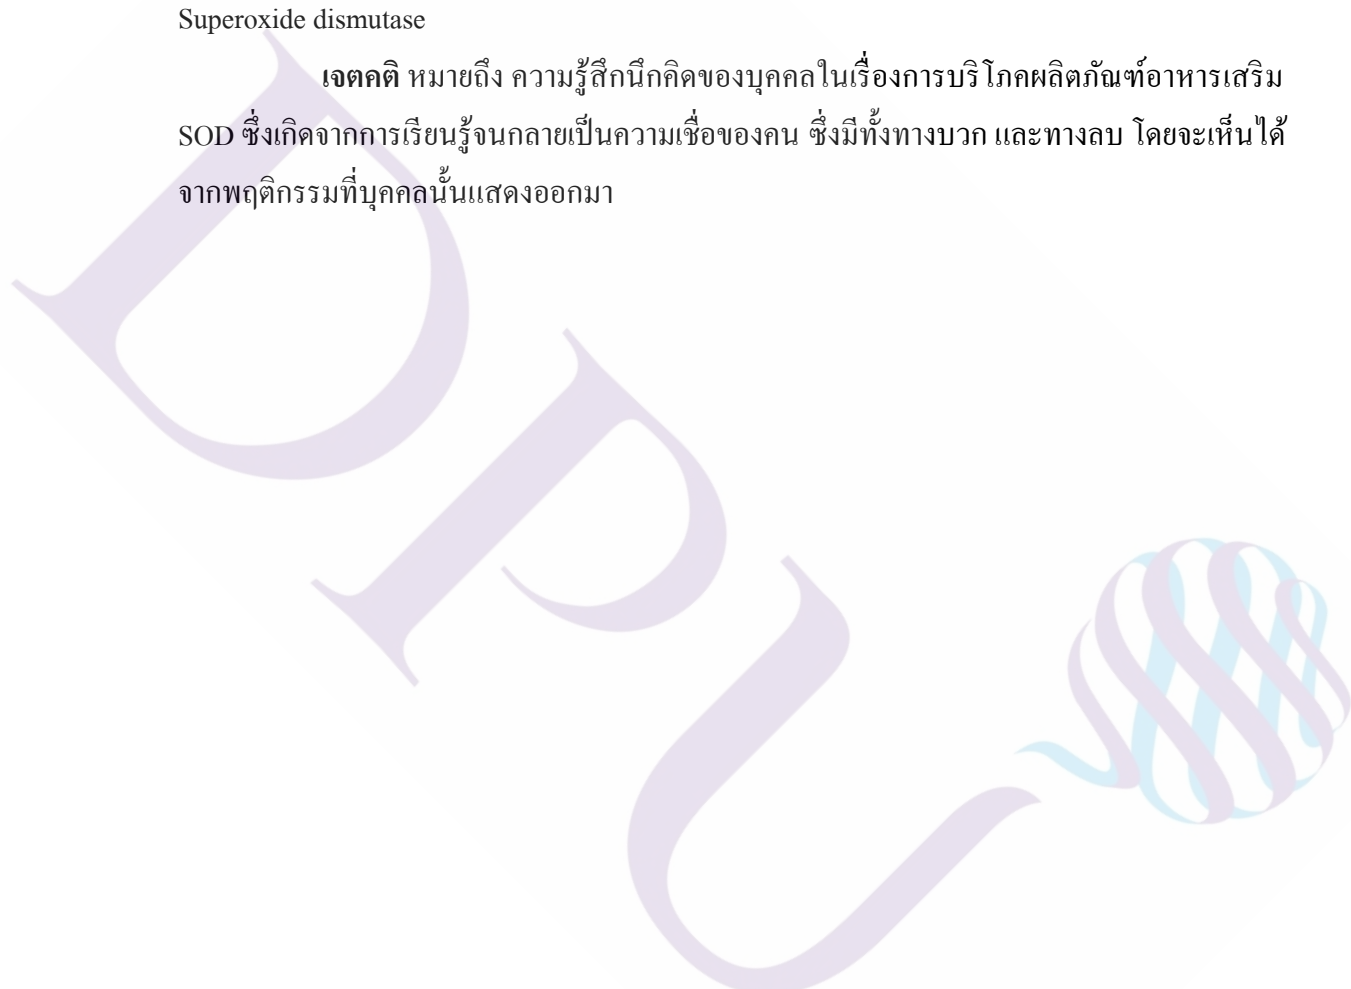 Superoxide dismutase
เจตคติ หมายถึง ความรู้สึกนึกคิดของบุคคลในเรื่องการบริโภคผลิตภัณฑ์อาหารเสริม
SOD ซึ่งเกิดจากการเรียนรู้จนกลายเป็นความเชื่อของคน ซึ่งมีทั้งทางบวก และทางลบ โดยจะเห็นได้
จากพฤติกรรมที่บุคคลนั้นแสดงออกมา
DPU